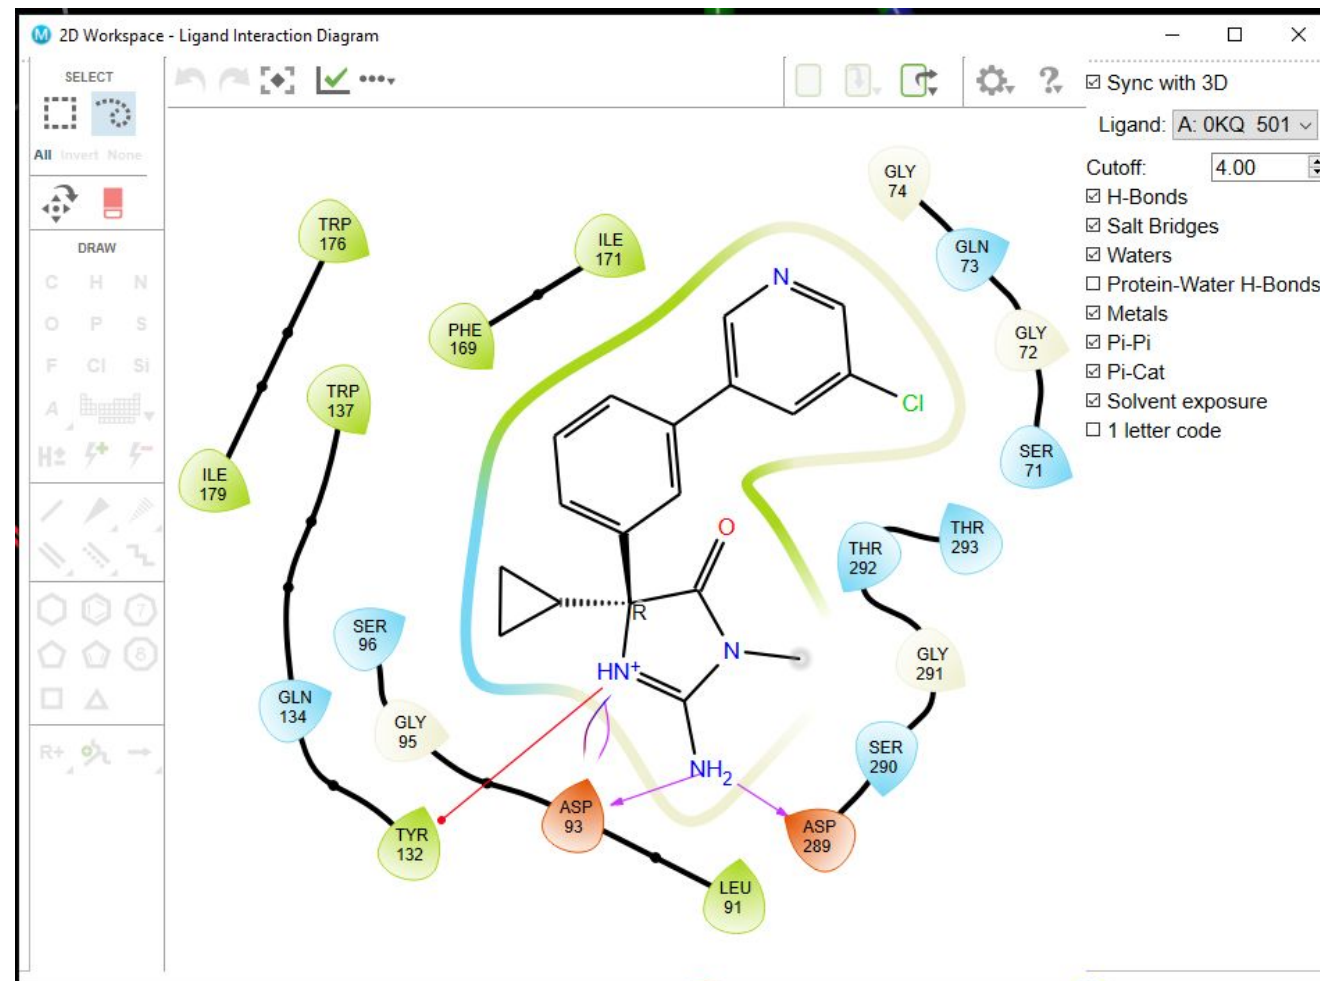 2D Workspace - Ligand Interaction Diagram
SELECT
All Invert None
DRAW
C H N
O P S
F Cl Si
A
H±
7
8
R+
?
Sync with 3D
Ligand: A: 0KQ 501
Cutoff: 4.00
H-Bonds
Salt Bridges
Waters
Protein-Water H-Bonds
Metals
Pi-Pi
Pi-Cat
Solvent exposure
1 letter code
GLY
74
TRP
176
ILE
171
GLN
73
N
PHE
169
GLY
72
TRP
137
Cl
SER
71
ILE
179
O
THR
293
THR
292
R
SER
96
N
GLY
291
HN+
GLN
134
GLY
95
SER
290
NH2
ASP
93
ASP
289
TYR
132
LEU
91